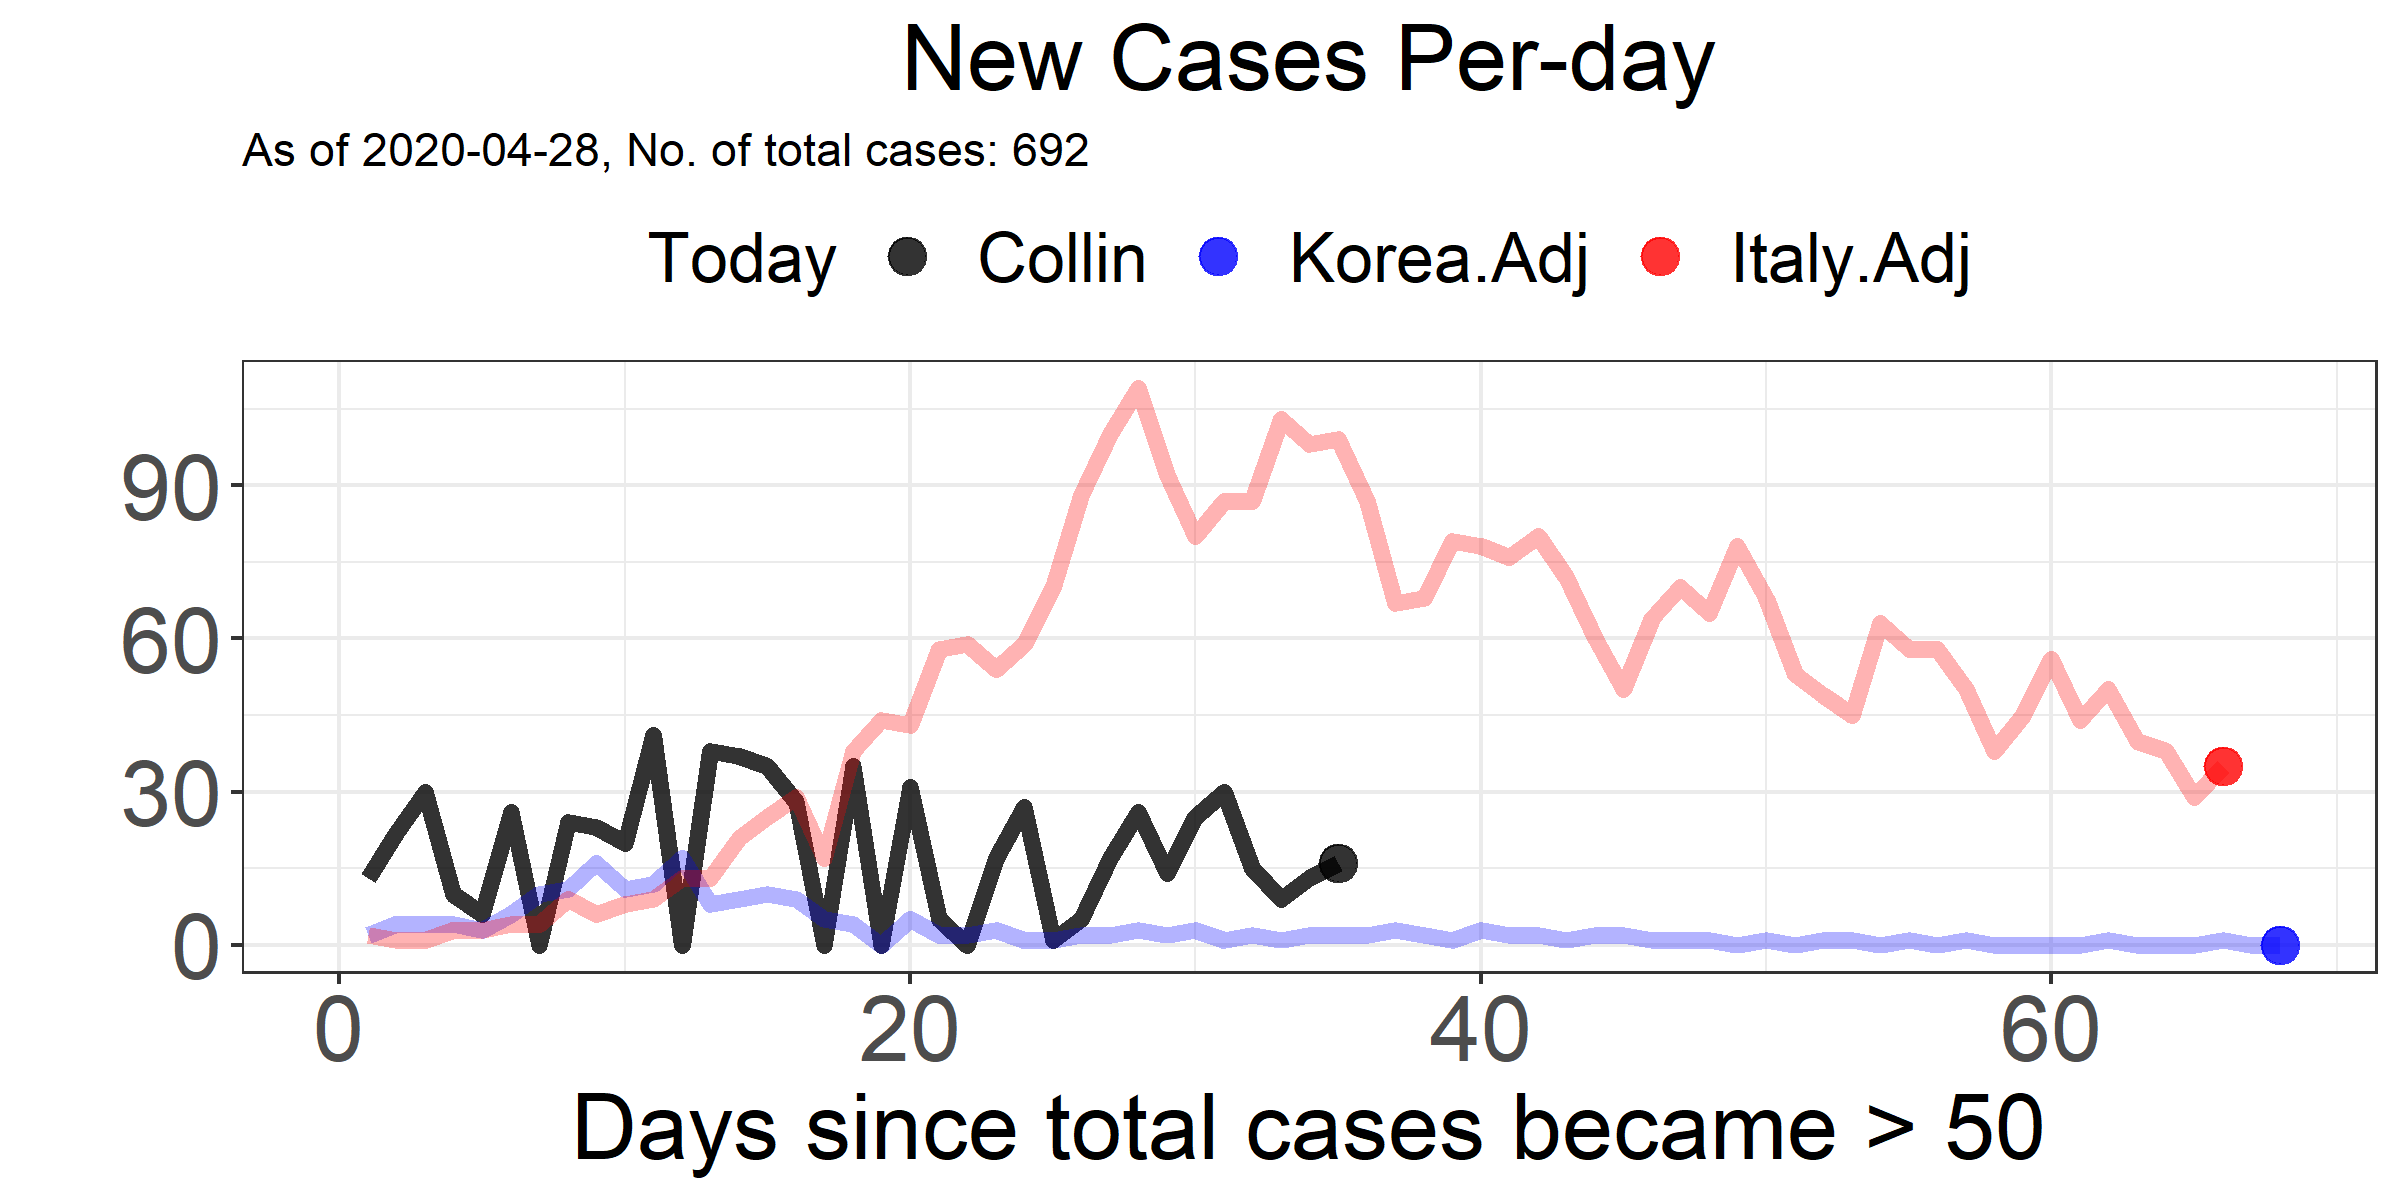 New Cases Per-day
As of 2020-04-28, No. of total cases: 692
Today Collin Korea.Adj Italy.Adj
90
60
30
0
0 20 40 60
Days since total cases became > 50